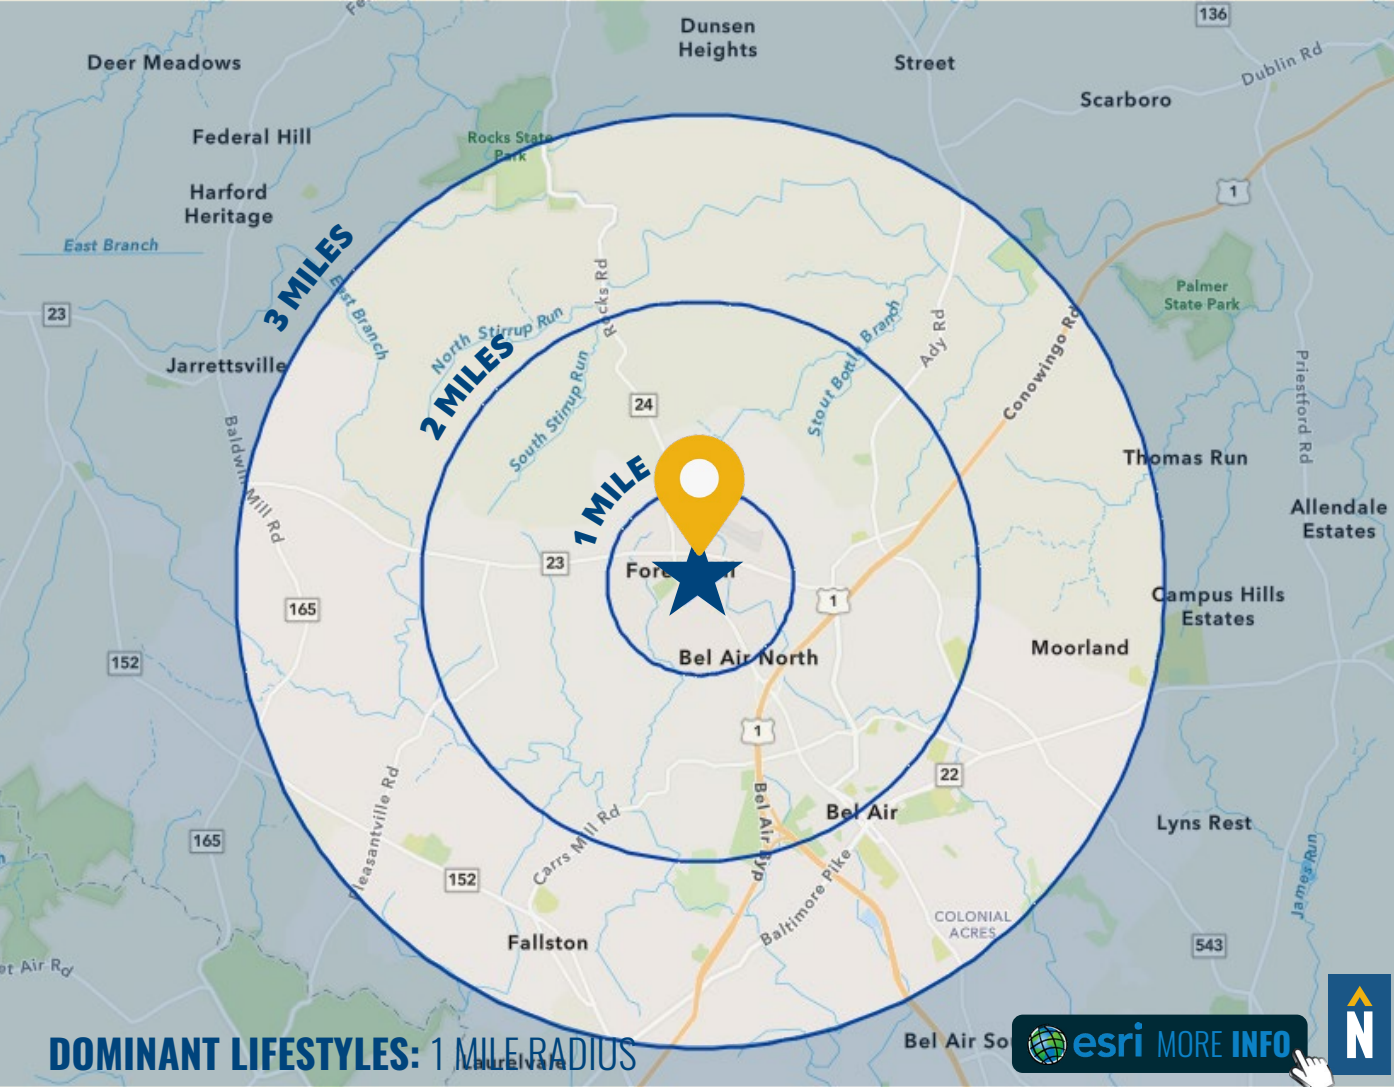 136
Dunsen
Heights
Deer Meadows
Street
Dublin Rd
Scarboro
Federal Hill
Rocks State
Park
Harford
Heritage
1
3 MILES
East Branch
Rocks Rd
Palmer
State Park
23
East Branch
North Stirrup Run
Stout Bottle Branch
Ady Rd
Conowingo Rd
2 MILES
Jarrettsville
South Stirrup Run
Priestford Rd
24
Baldwin Mill Rd
1 MILE
Thomas Run
Allendale
Estates
23
165
1
Campus Hills
Estates
Moorland
152
Bel Air North
1
22
Pleasantville Rd
Bel Air Byp
Bel Air
Lyns Rest
165
Carrs Mill Rd
James Run
152
Baltimore Pike
COLONIAL
ACRES
Fallston
543
Air Rd
Bel Air
DOMINANT LIFESTYLES: 1 MILE RADIUS
Laurelvale
esri MORE INFO
N